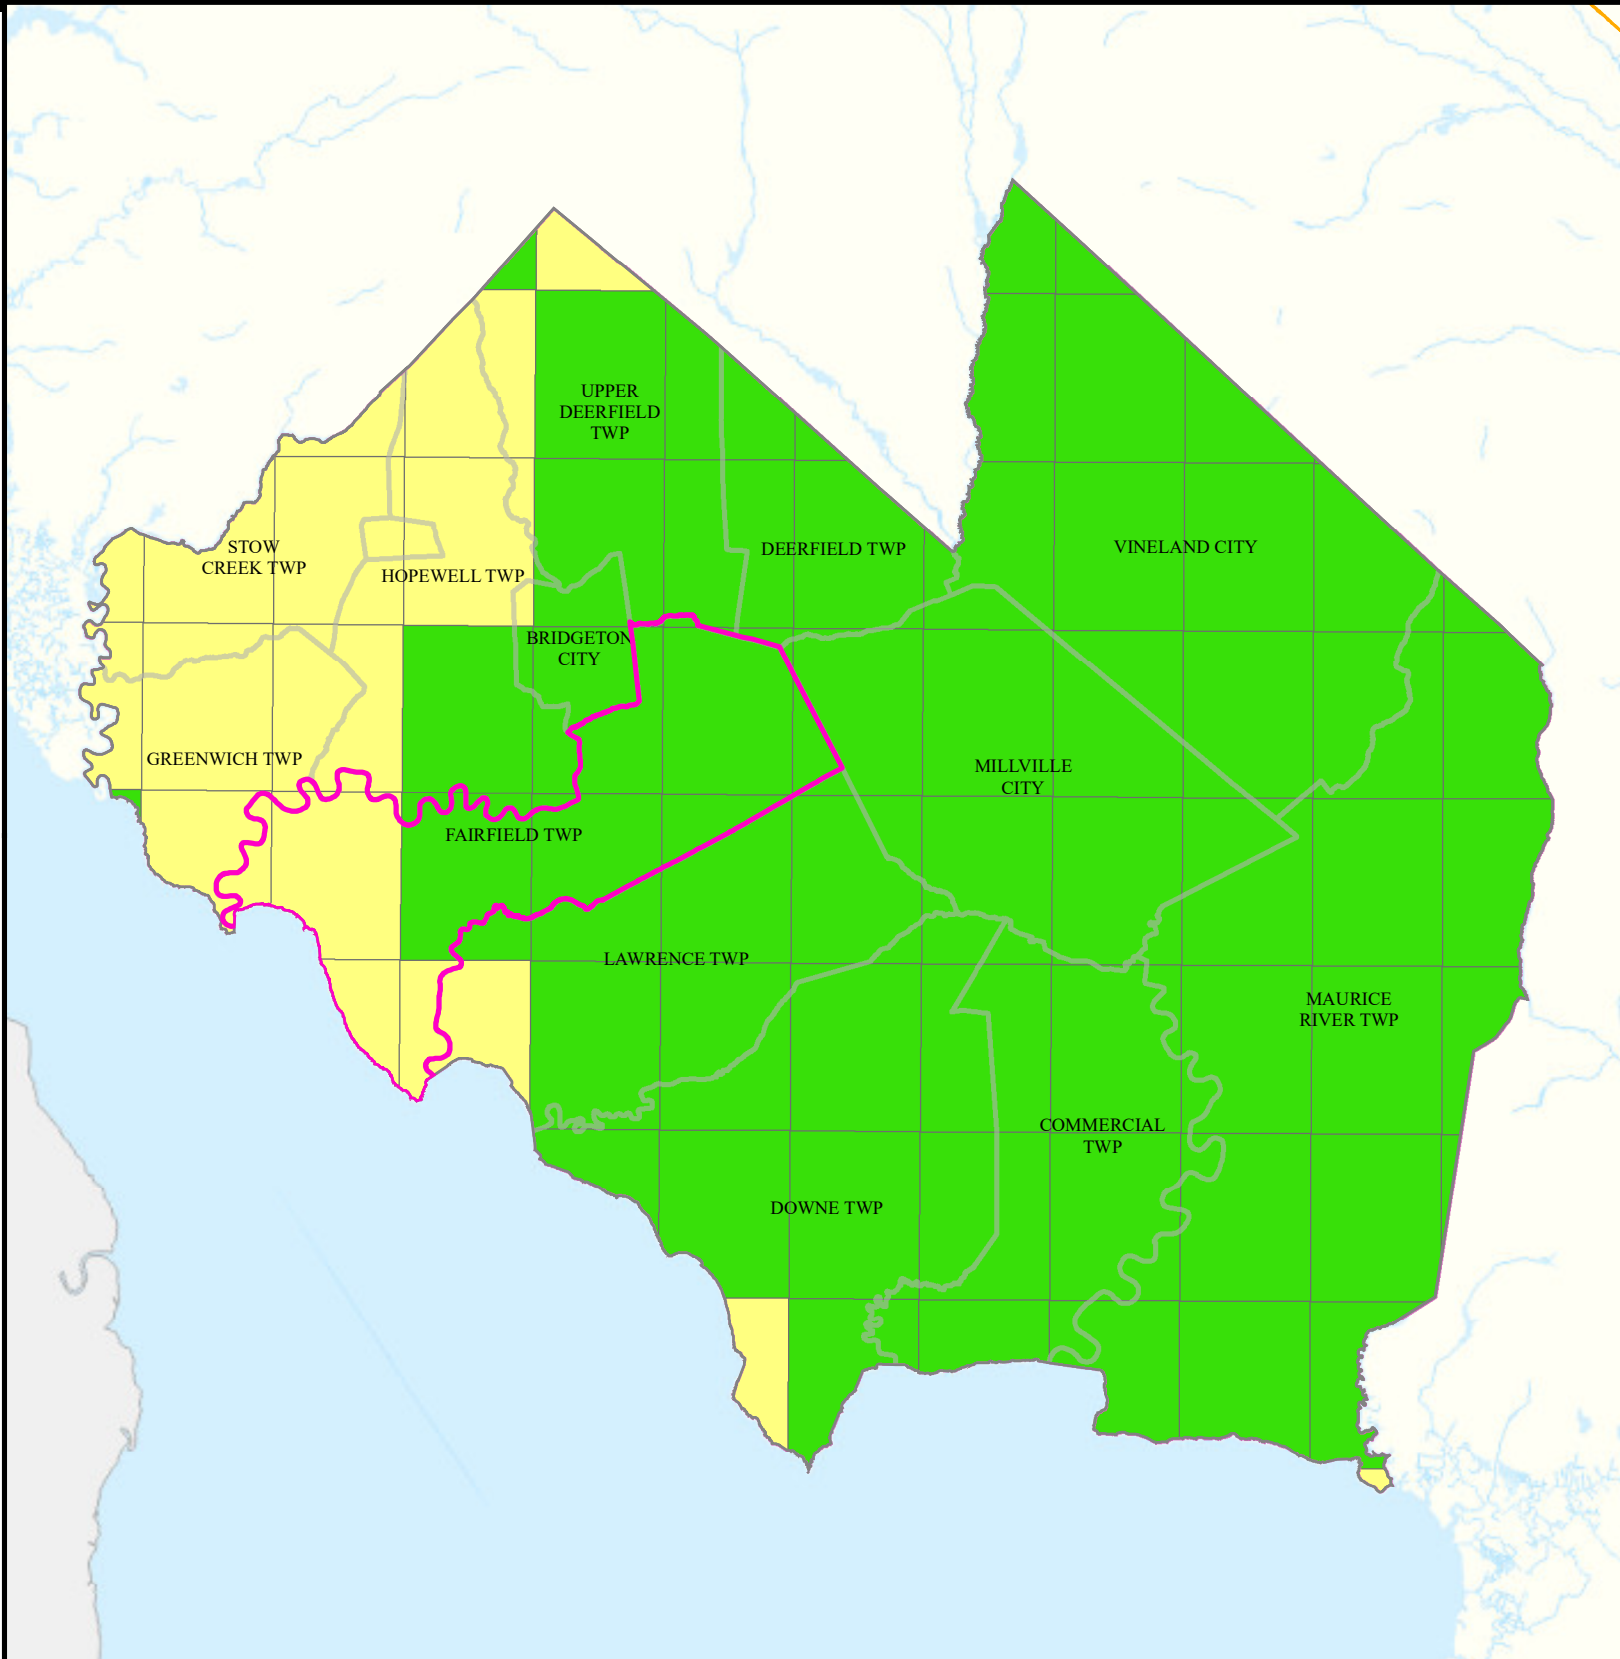 UPPER
DEERFIELD
TWP
STOW
CREEK TWP
HOPEWELL TWP
DEERFIELD TWP
VINELAND CITY
BRIDGETON
CITY
GREENWICH TWP
MILLVILLE
CITY
FAIRFIELD TWP
LAWRENCE TWP
MAURICE
RIVER TWP
COMMERCIAL
TWP
DOWNE TWP